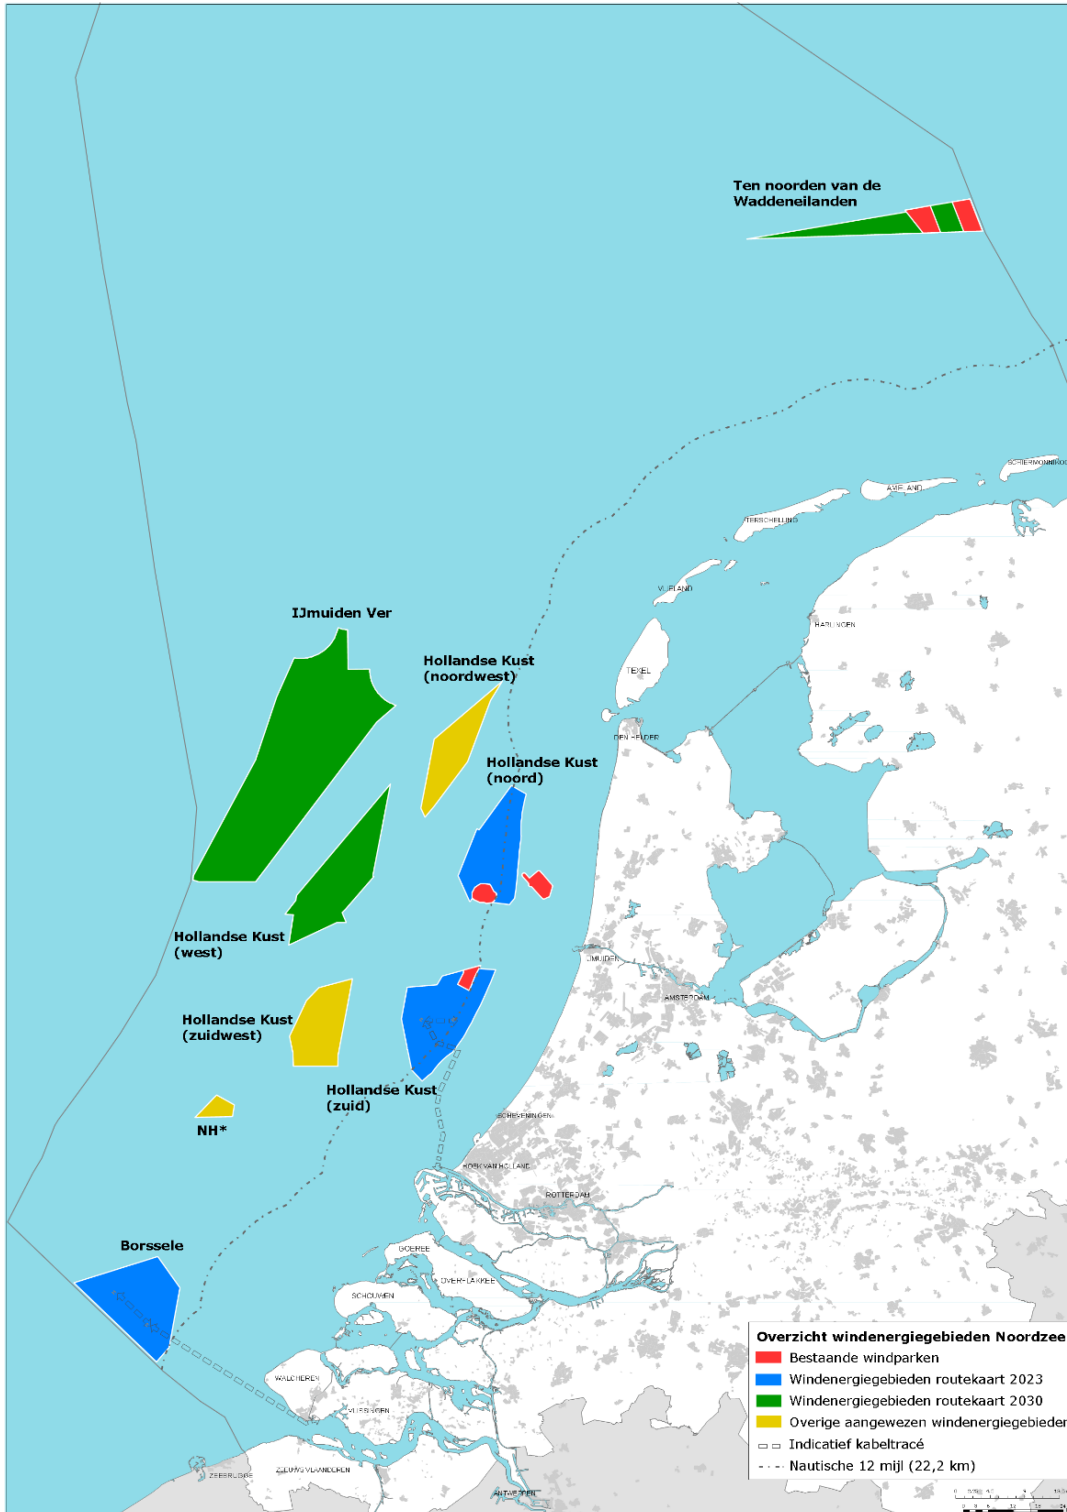 Ten noorden van de
Waddeneilanden
SCHIERMONNIKOO
AMELAND
TERSCHELLING
VLIELAND
IJmuiden Ver
HARLINGEN
Hollandse Kust
(noordwest)
TEXEL
DEN HELDER
Hollandse Kust
(noord)
Hollandse Kust
(west)
IJMUIDEN
AMSTERDAM
Hollandse Kust
(zuidwest)
Hollandse Kust
(zuid)
NH*
SCHEVENINGEN
HOEK VAN HOLLAND
ROTTERDAM
Borssele
GOEREE
OVERFLAKKEE
SCHOUWEN
WALCHEREN
VLISSINGEN
ZEEBRUGGE
ZEEUWS VLAANDEREN
ANTWERPEN
Overzicht windenergiegebieden Noordzee
Bestaande windparken
Windenergiegebieden routekaart 2023
Windenergiegebieden routekaart 2030
Overige aangewezen windenergiegebieden
Indicatief kabeltracé
Nautische 12 mijl (22,2 km)